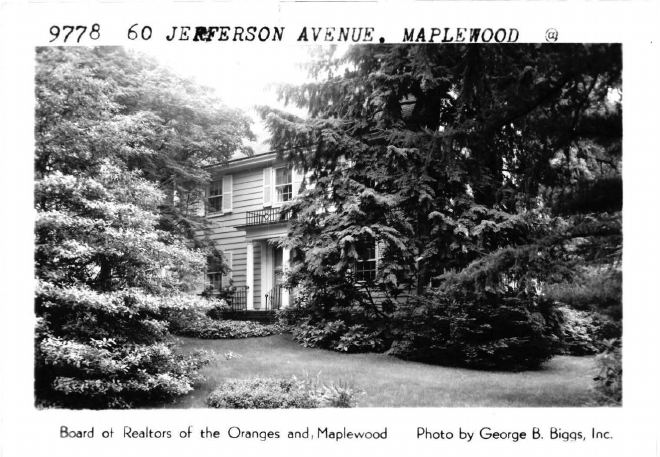 9778 60 JEFFERSON AVENUE. MAPLEWOOD @
Board of Realtors of the Oranges and, Maplewood Photo by George B. Biggs, Inc.